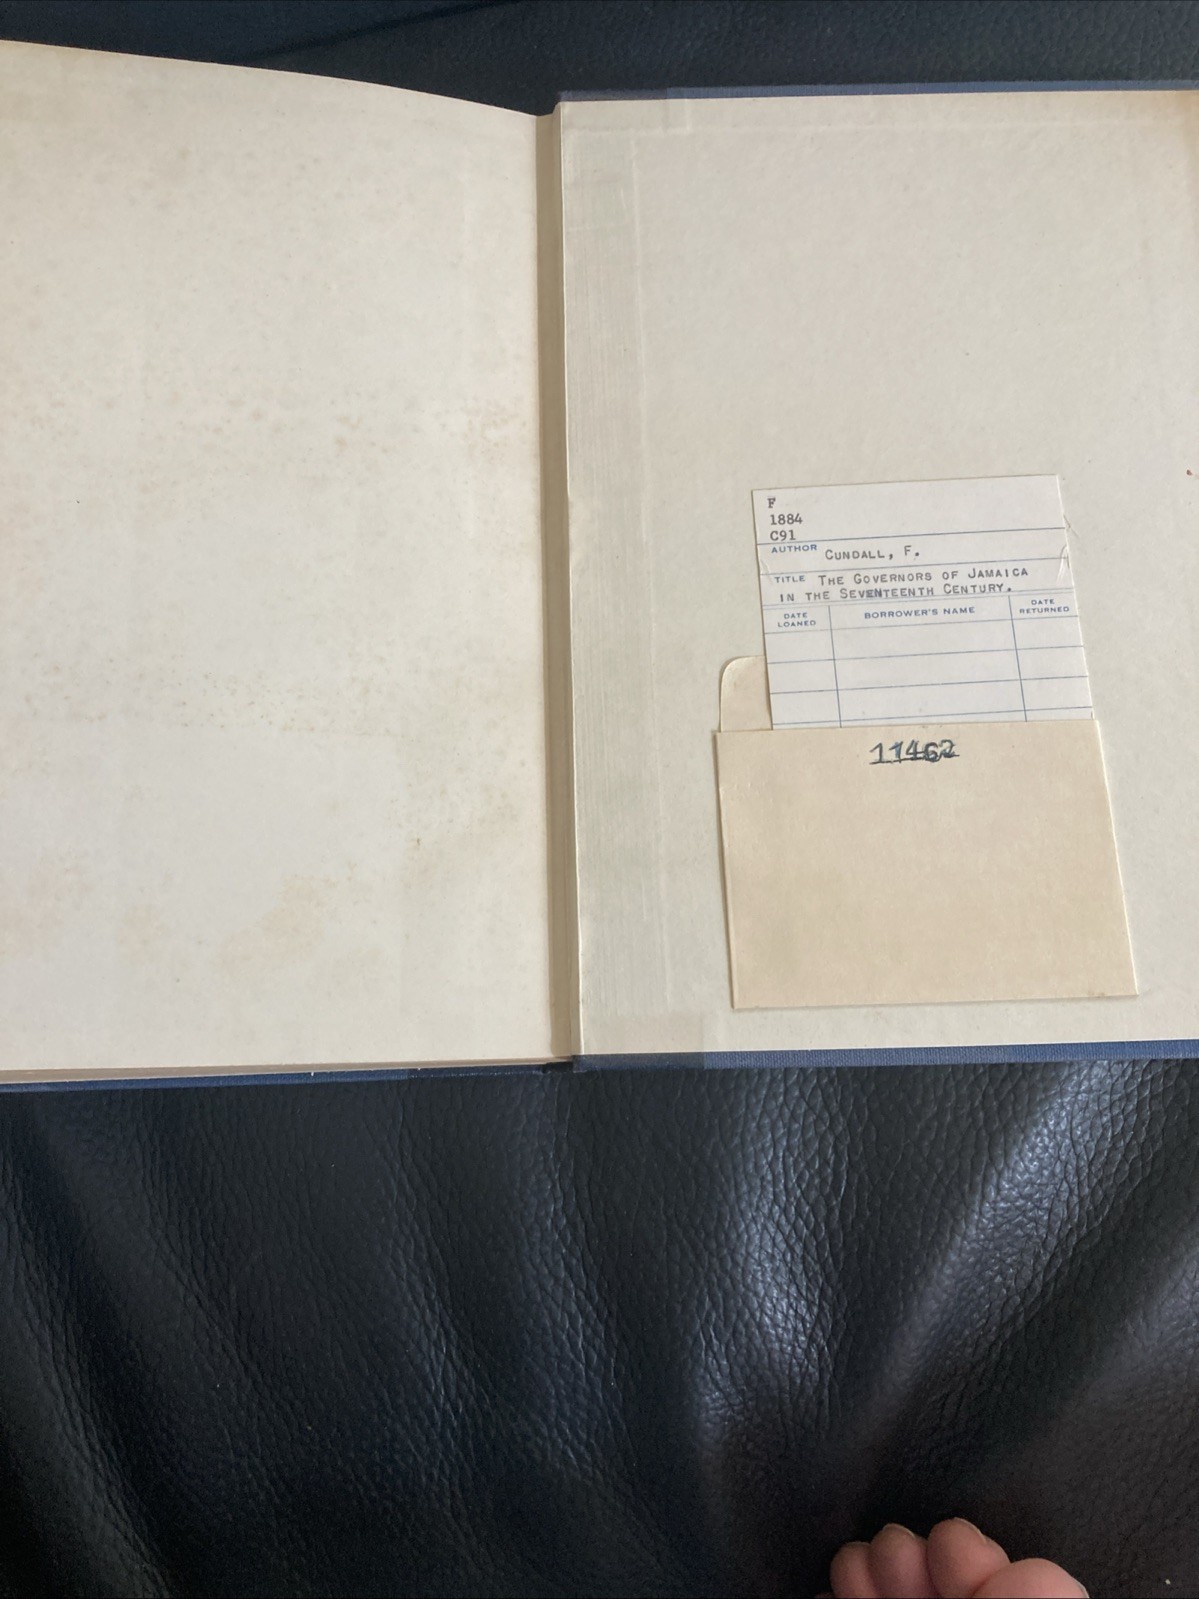 F
1884
C91
AUTHOR CUNDALL, F.
TITLE THE GOVERNORS OF JAMAICA
IN THE SEVENTEENTH CENTURY.
DATE LOANED BORROWER'S NAME DATE RETURNED
11462